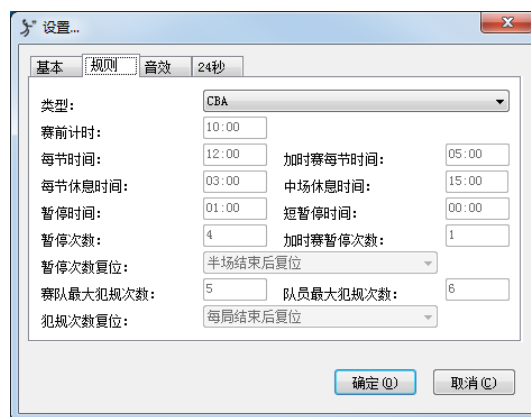 设置...
基本 规则 音效 24秒
类型: CBA
赛前计时: 10:00
每节时间: 12:00 加时赛每节时间: 05:00
每节休息时间: 03:00 中场休息时间: 15:00
暂停时间: 01:00 短暂停时间: 00:00
暂停次数: 4 加时赛暂停次数: 1
暂停次数复位: 半场结束后复位
赛队最大犯规次数: 5 队员最大犯规次数: 6
犯规次数复位: 每局结束后复位
确定(O) 取消(C)